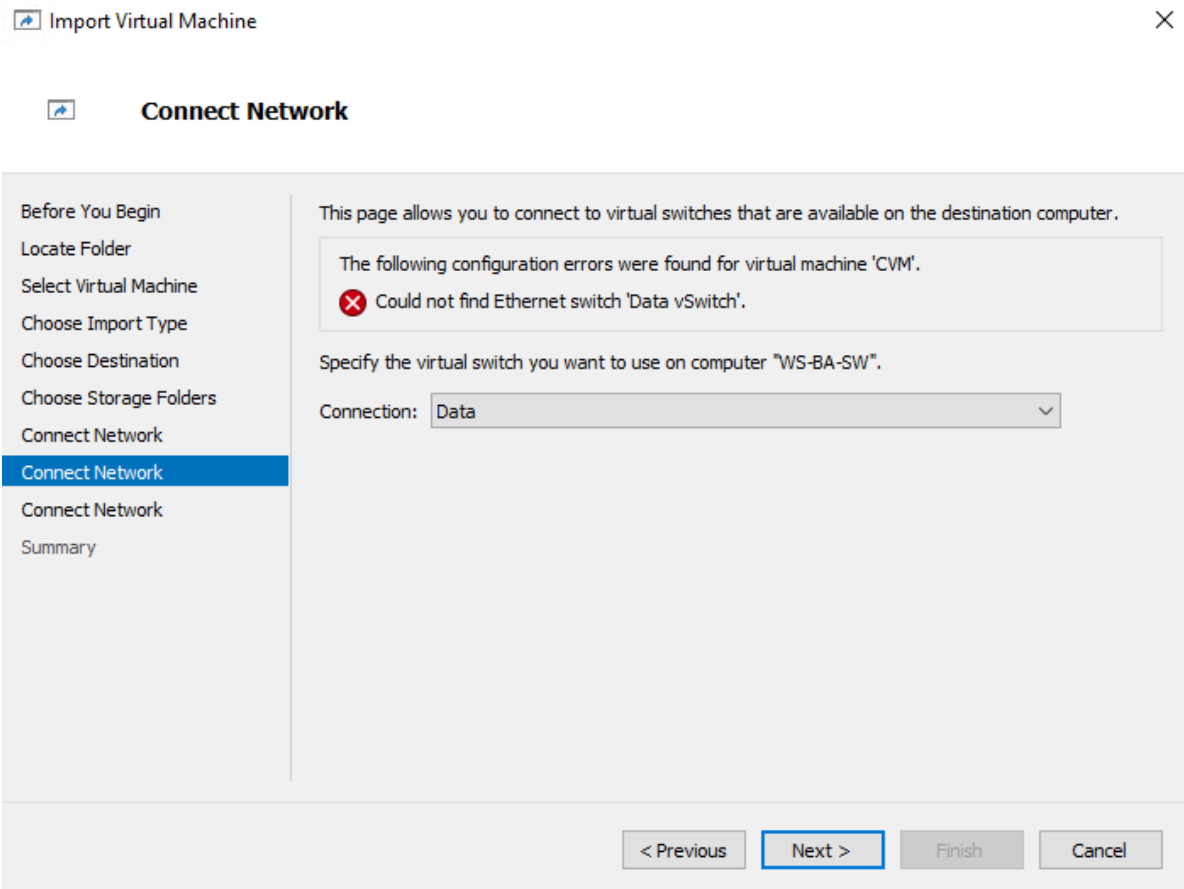 Import Virtual Machine
Connect Network
Before You Begin
Locate Folder
Select Virtual Machine
Choose Import Type
Choose Destination
Choose Storage Folders
Connect Network
Connect Network
Connect Network
Summary
This page allows you to connect to virtual switches that are available on the destination computer.
The following configuration errors were found for virtual machine 'CVM'.
Could not find Ethernet switch 'Data vSwitch'.
Specify the virtual switch you want to use on computer "WS-BA-SW".
Connection: Data
< Previous Next > Finish Cancel